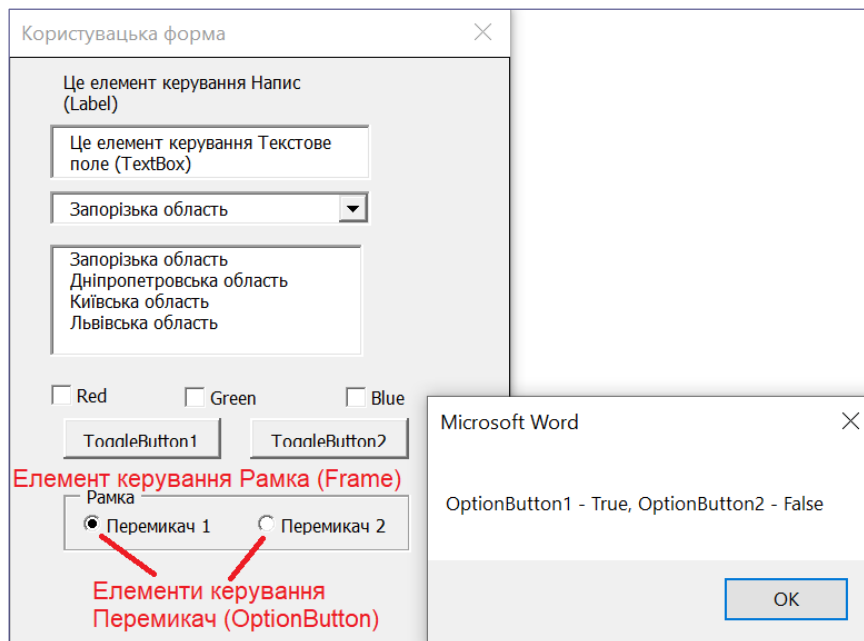 Користувацька форма
Це елемент керування Напис
(Label)
Це елемент керування Текстове
поле (TextBox)
Запорізька область
Запорізька область
Дніпропетровська область
Київська область
Львівська область
Red Green Blue
ToggleButton1 ToggleButton2
Елемент керування Рамка (Frame)
Рамка
Перемикач 1 Перемикач 2
Елементи керування
Перемикач (OptionButton)
Microsoft Word
OptionButton1 - True, OptionButton2 - False
OK